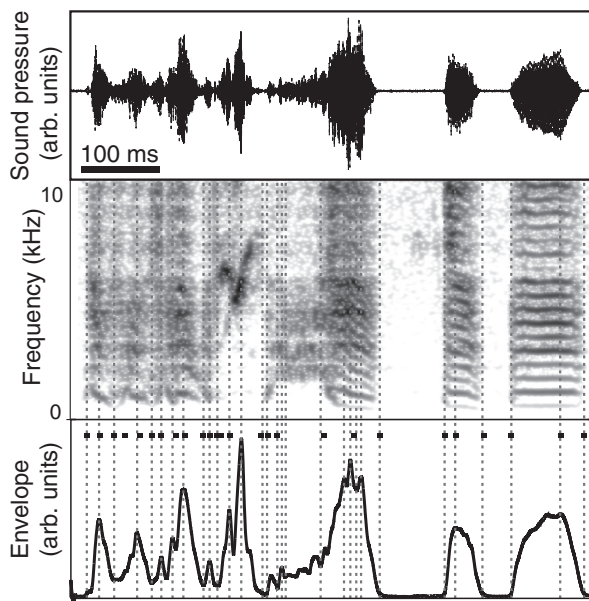 Sound pressure
(arb. units)
100 ms
10
Frequency (kHz)
0
Envelope
(arb. units)